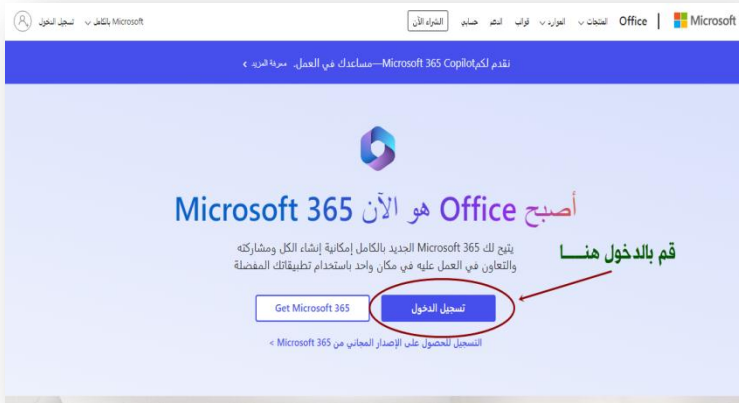 Microsoft | Office المنتجات الموارد قوالب الدعم حسابي الشراء الآن Microsoft بالكامل تسجيل الدخول
نقدم لكم Microsoft 365 Copilot—مساعدك في العمل. معرفة المزيد
أصبح Office هو الآن Microsoft 365
يتيح لك Microsoft 365 الجديد بالكامل إمكانية إنشاء الكل ومشاركته
والتعاون في العمل عليه في مكان واحد باستخدام تطبيقاتك المفضلة
قم بالدخول هنـــا
تسجيل الدخول Get Microsoft 365
التسجيل للحصول على الإصدار المجاني من Microsoft 365 >